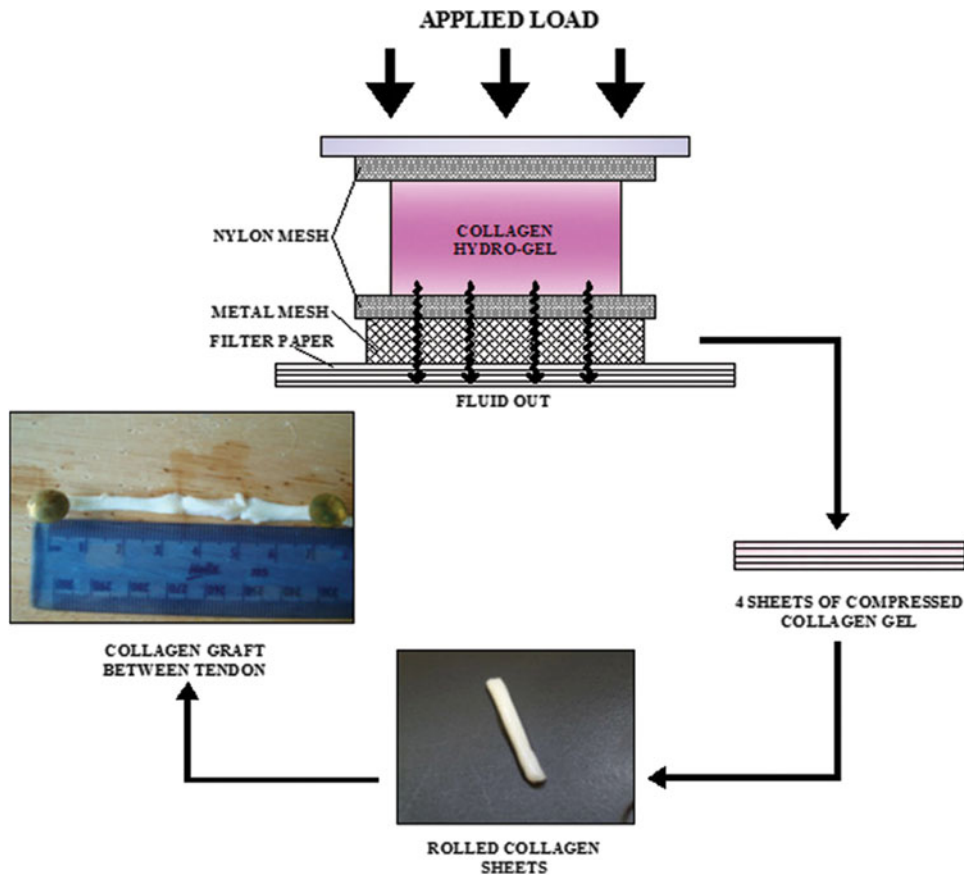 APPLIED LOAD
COLLAGEN
HYDRO-GEL
NYLON MESH
METAL MESH
FILTER PAPER
FLUID OUT
4 SHEETS OF COMPRESSED
COLLAGEN GEL
COLLAGEN GRAFT
BETWEEN TENDON
ROLLED COLLAGEN
SHEETS